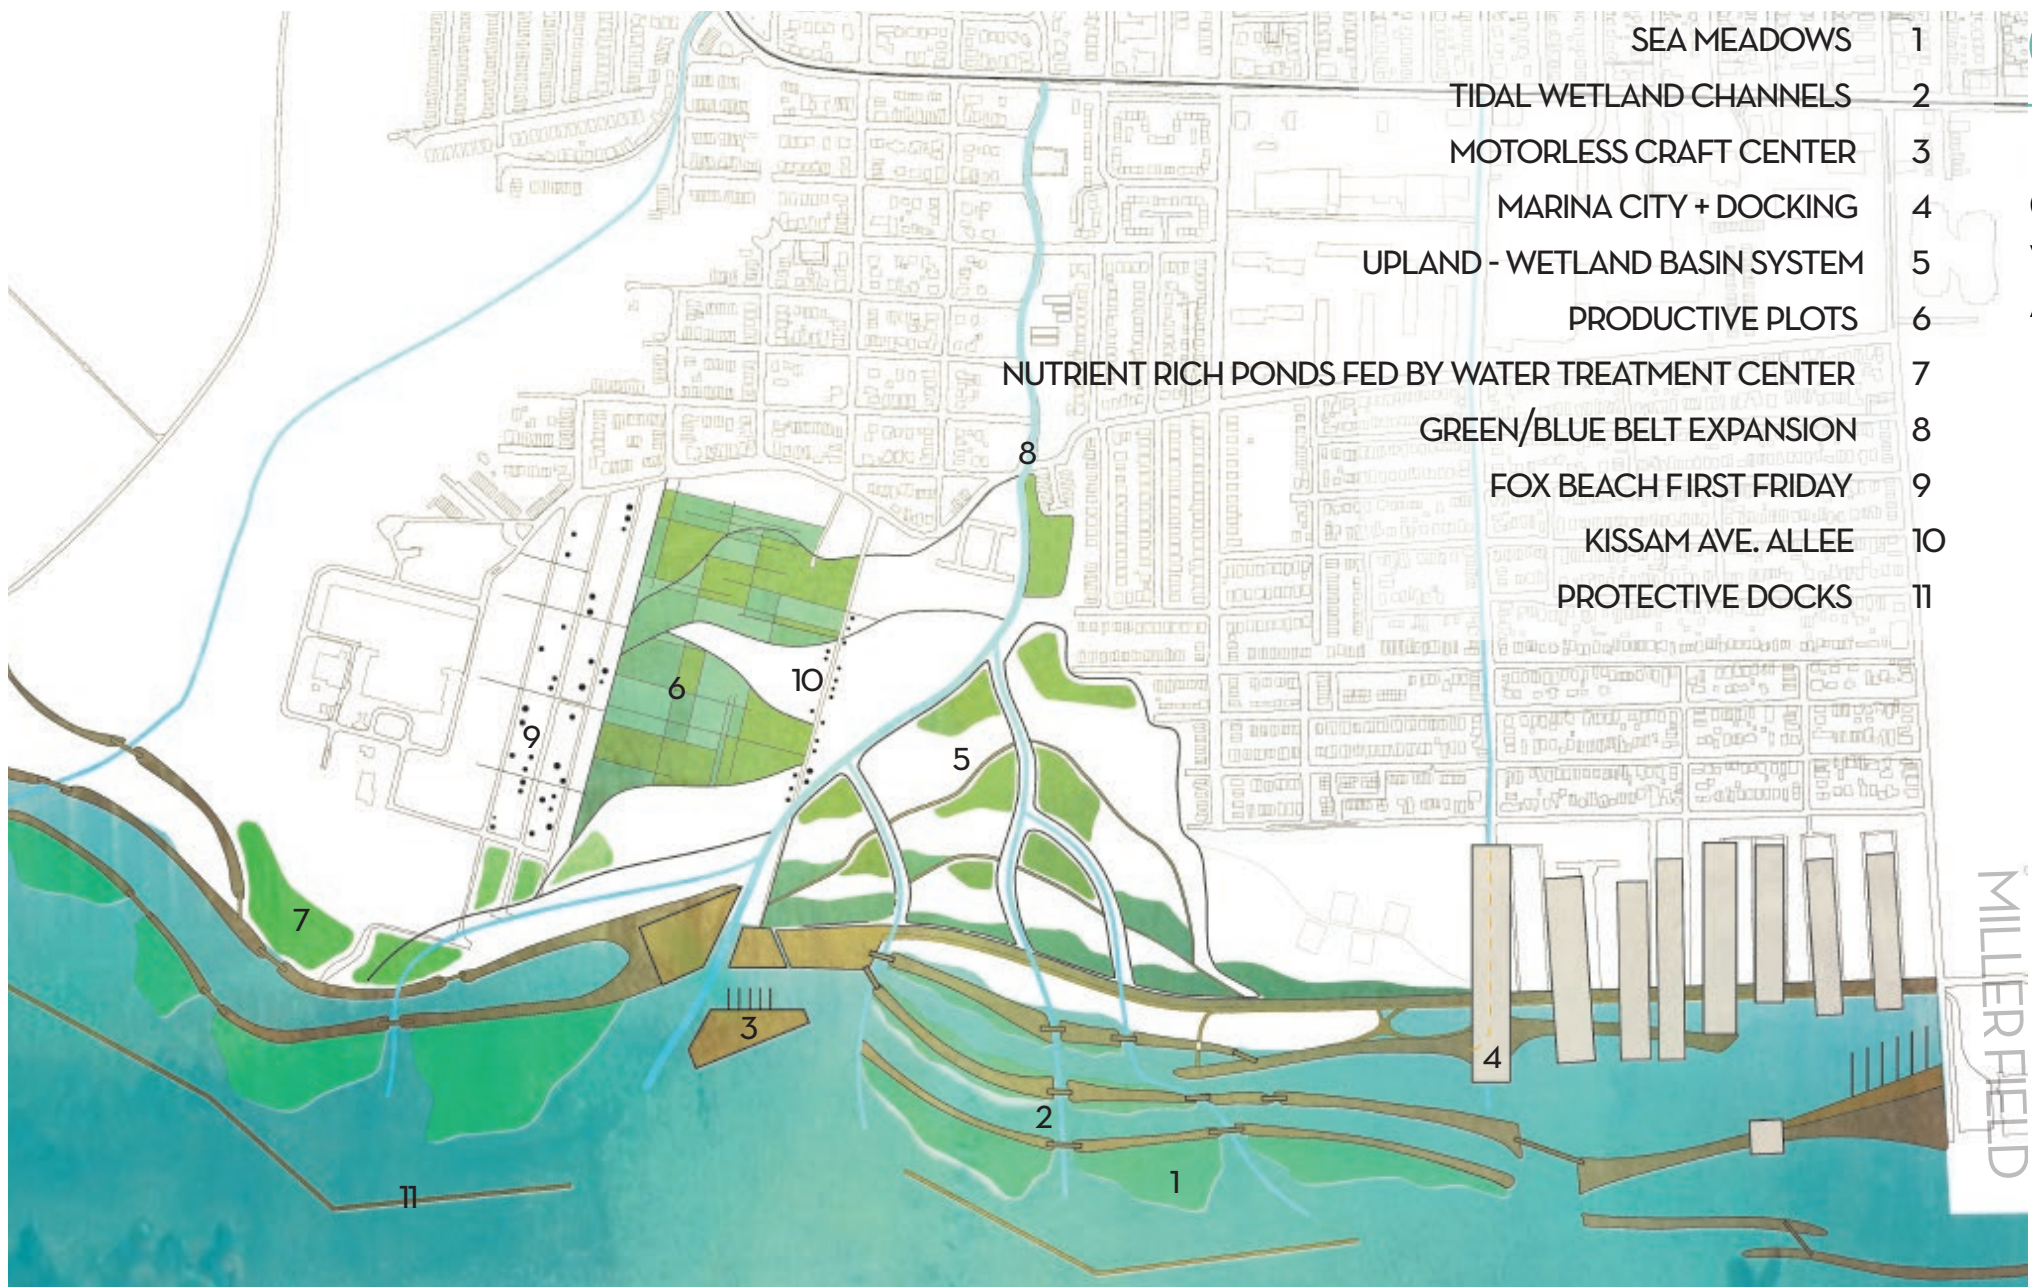 SEA MEADOWS 1
TIDAL WETLAND CHANNELS 2
MOTORLESS CRAFT CENTER 3
MARINA CITY + DOCKING 4
UPLAND - WETLAND BASIN SYSTEM 5
PRODUCTIVE PLOTS 6
NUTRIENT RICH PONDS FED BY WATER TREATMENT CENTER 7
GREEN/BLUE BELT EXPANSION 8
FOX BEACH FIRST FRIDAY 9
KISSAM AVE. ALLEE 10
PROTECTIVE DOCKS 11
8
10
6
9
5
7
3
4
2
1
11
MILLER FIELD